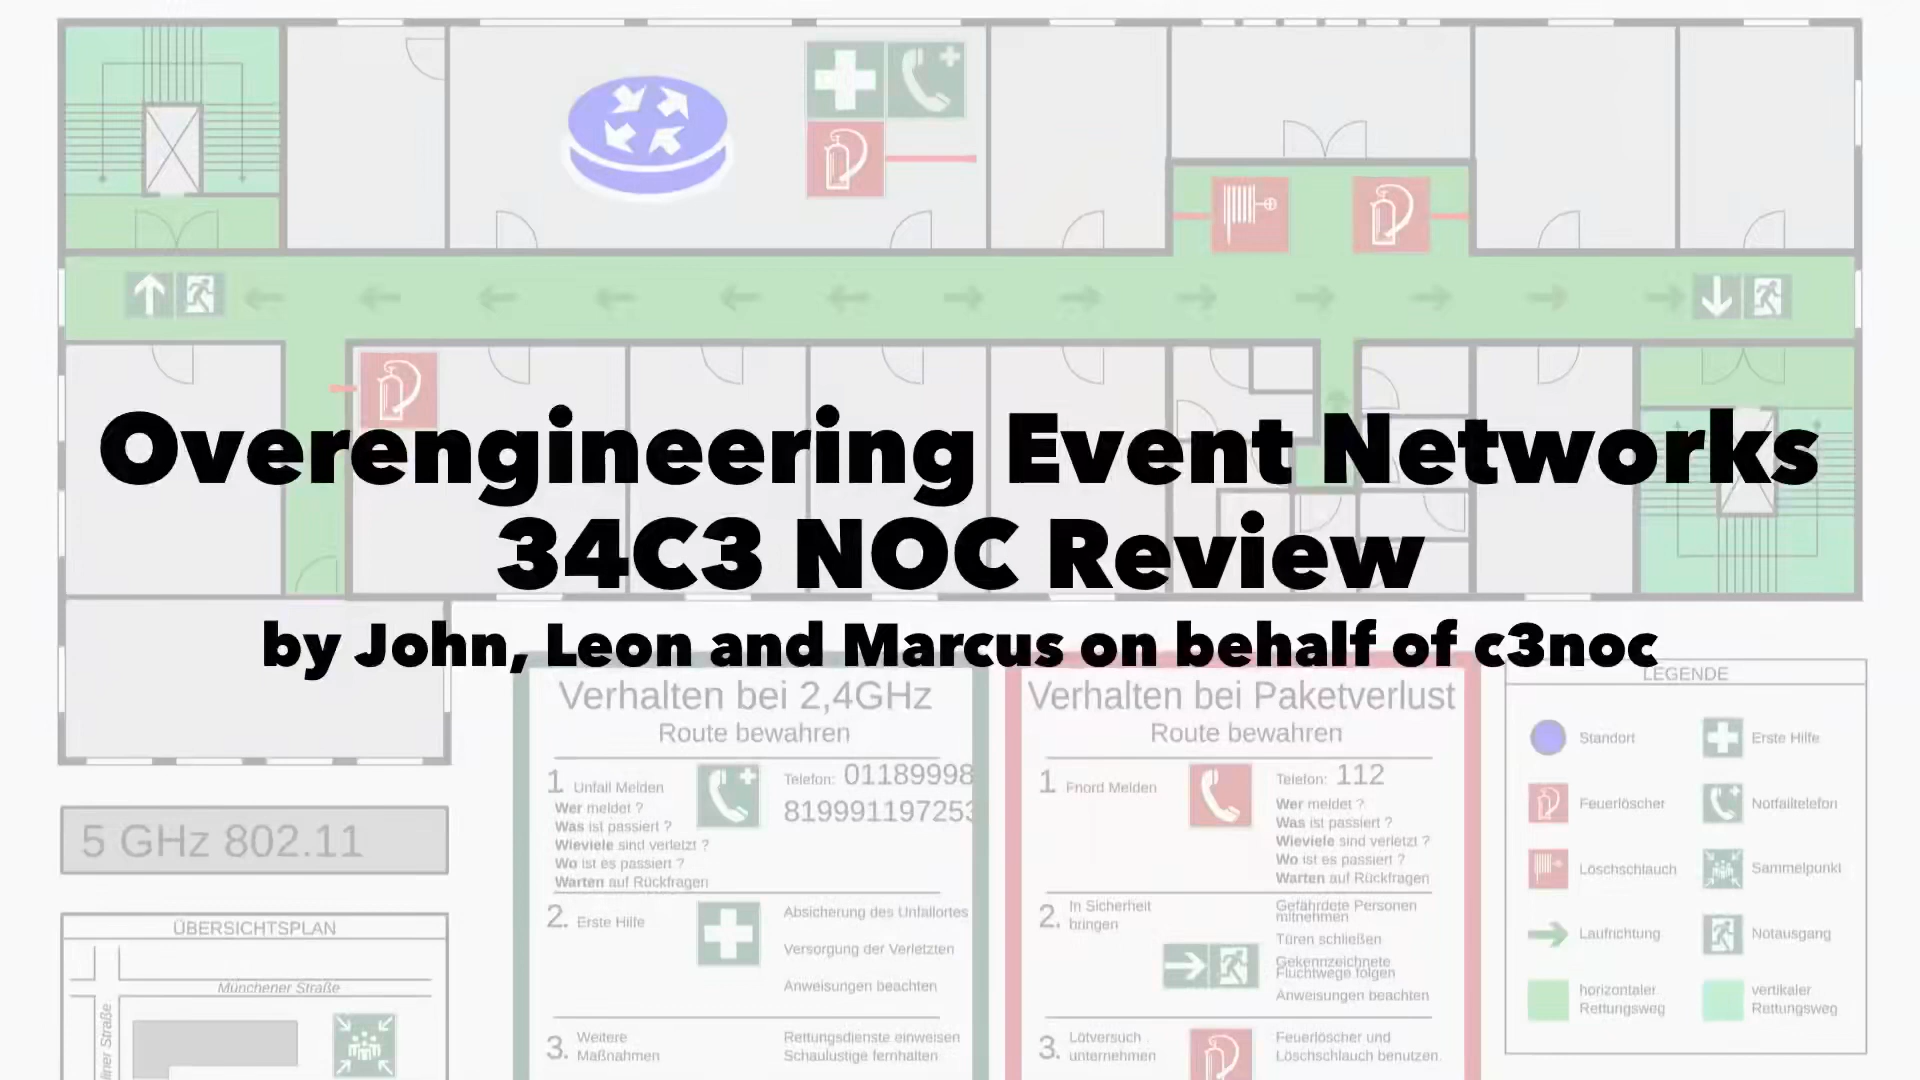 Overengineering Event Networks
34C3 NOC Review
by John, Leon and Marcus on behalf of c3noc
Verhalten bei 2,4GHz
Route bewahren
1 Unfall Melden
Wer meldet ?
Was ist passiert ?
Wieviele sind verletzt ?
Wo ist es passiert ?
Warten auf Rückfragen
Telefon: 01189998
819991197253
2. Erste Hilfe
Absicherung des Unfallortes
Versorgung der Verletzten
Anweisungen beachten
3. Weitere
Maßnahmen
Rettungsdienste einweisen
Schaulustige fernhalten
Verhalten bei Paketverlust
Route bewahren
1 Fnord Melden
Telefon: 112
Wer meldet ?
Was ist passiert ?
Wieviele sind verletzt ?
Wo ist es passiert ?
Warten auf Rückfragen
2. In Sicherheit
bringen
Gefährdete Personen
mitnehmen
Türen schließen
Gekennzeichnete
Fluchtwege folgen
Anweisungen beachten
3. Lötversuch
unternehmen
Feuerlöscher und
Löschschlauch benutzen.
LEGENDE
Standort
Erste Hilfe
Feuerlöscher
Notfalltelefon
Löschschlauch
Sammelpunkt
Laufrichtung
Notausgang
horizontaler
Rettungsweg
vertikaler
Rettungsweg
5 GHz 802.11
ÜBERSICHTSPLAN
Münchener Straße
Straße